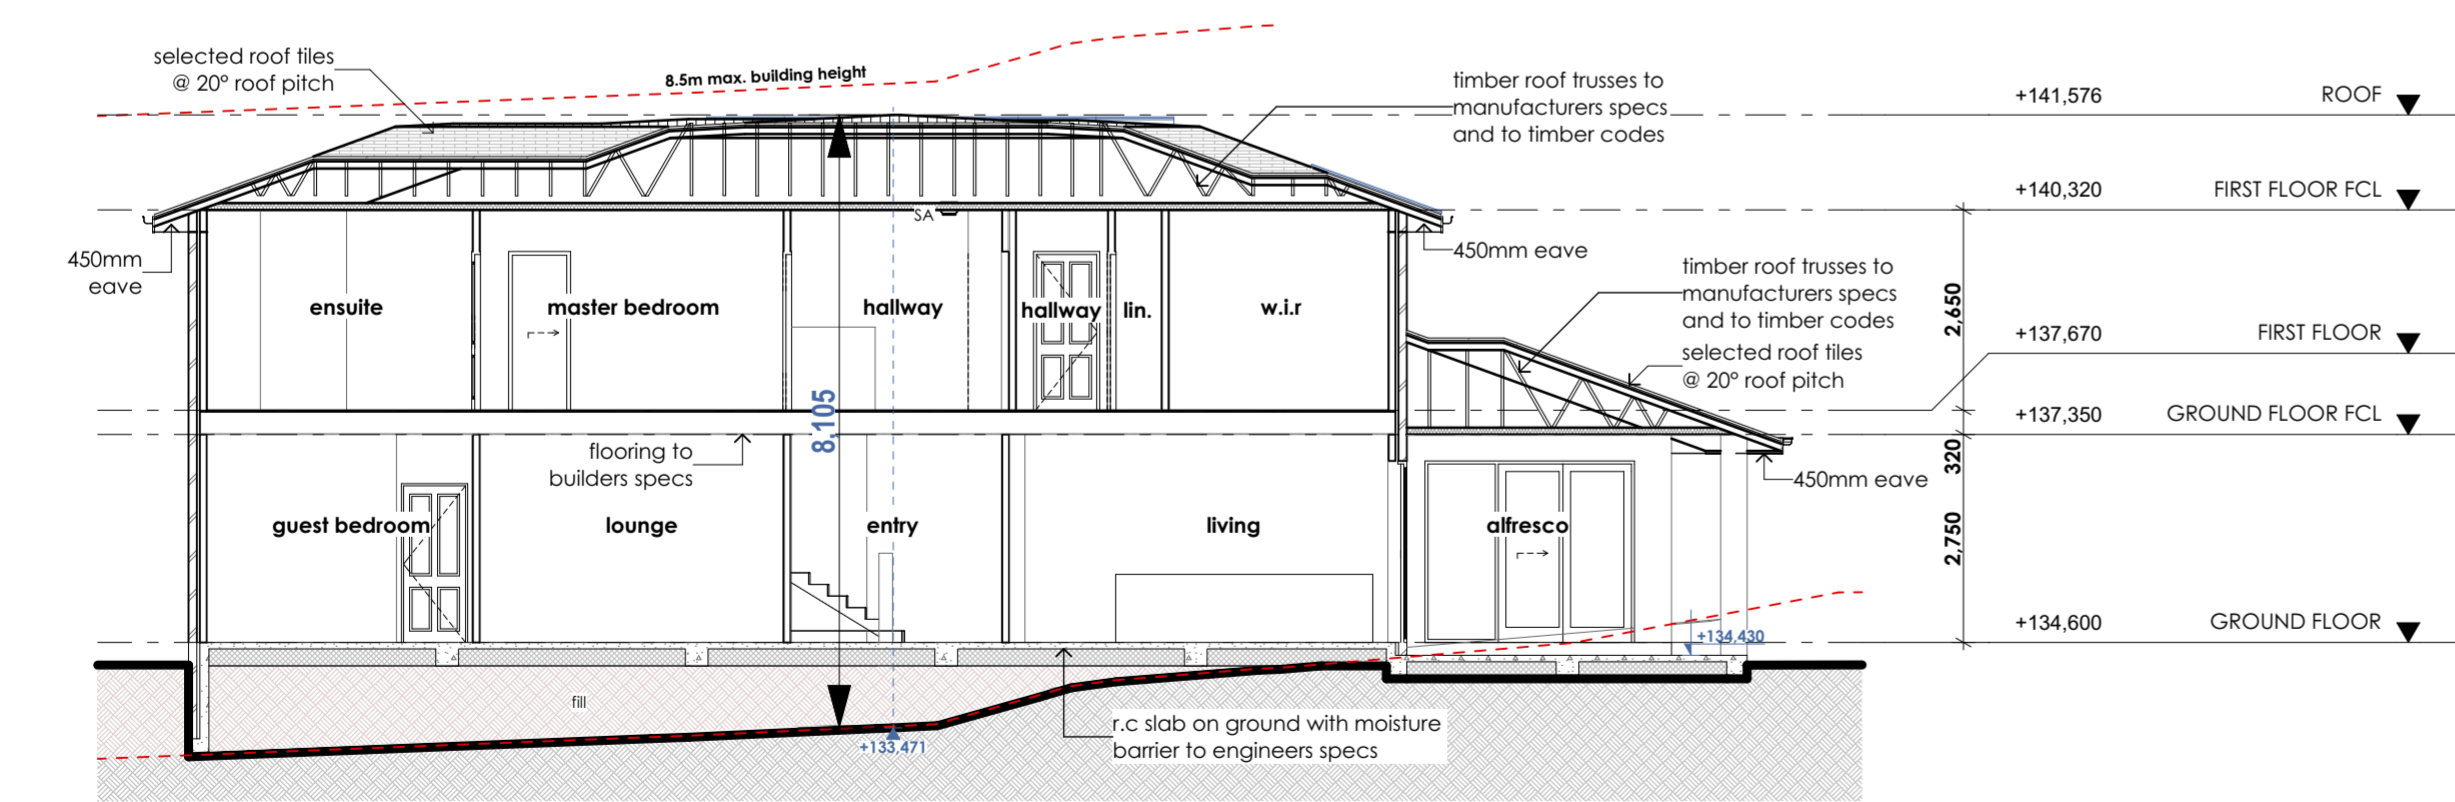 selected roof tiles
@ 20° roof pitch
8.5m max. building height
timber roof trusses to
manufacturers specs
and to timber codes
+141,576 ROOF
+140,320 FIRST FLOOR FCL
SA
450mm
eave
450mm eave
timber roof trusses to
manufacturers specs
and to timber codes
selected roof tiles
@ 20° roof pitch
ensuite
master bedroom
hallway
hallway
lin.
w.i.r
2,650
+137,670 FIRST FLOOR
+137,350 GROUND FLOOR FCL
8,105
flooring to
builders specs
320
450mm eave
guest bedroom
lounge
entry
living
alfresco
2,750
+134,600 GROUND FLOOR
+134,430
fill
r.c slab on ground with moisture
barrier to engineers specs
+133,471